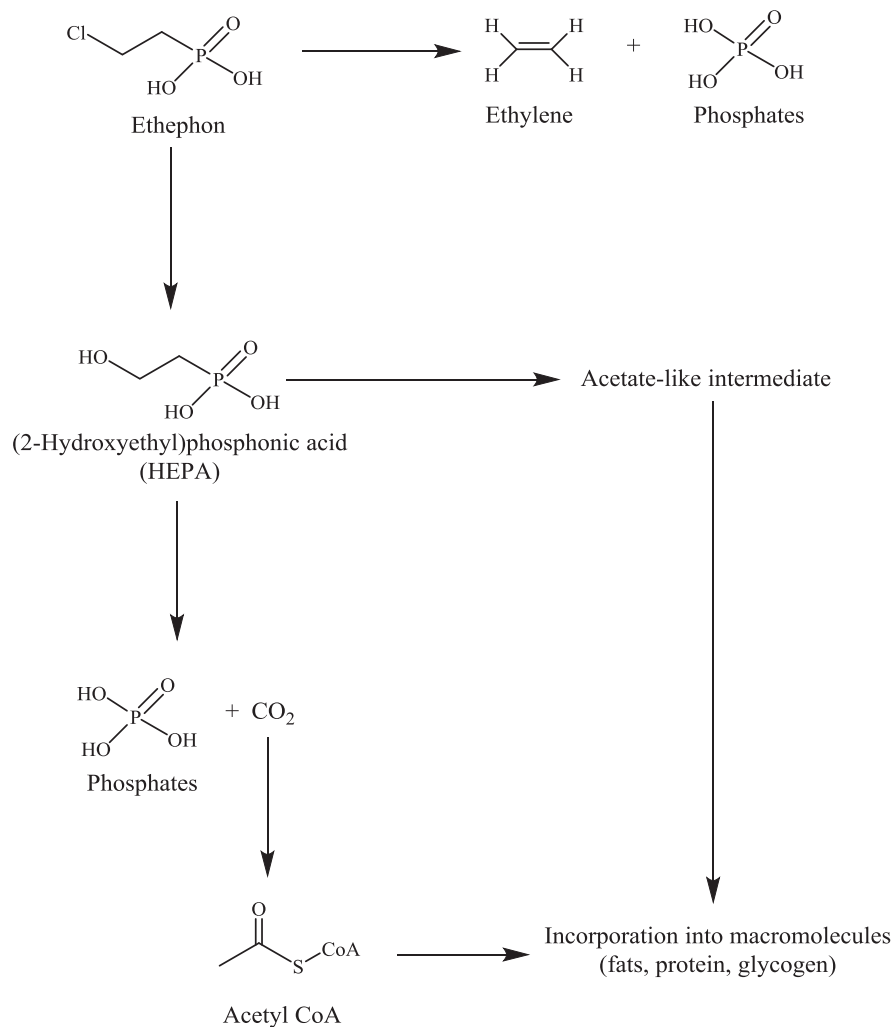 Cl
O
P
HO
OH
Ethephon
H
H
H
H
Ethylene
+
HO
O
P
HO
OH
Phosphates
HO
O
P
HO
OH
(2-Hydroxyethyl)phosphonic acid
(HEPA)
Acetate-like intermediate
HO
O
P
HO
OH
Phosphates
+ CO₂
O
S
CoA
Acetyl CoA
Incorporation into macromolecules
(fats, protein, glycogen)